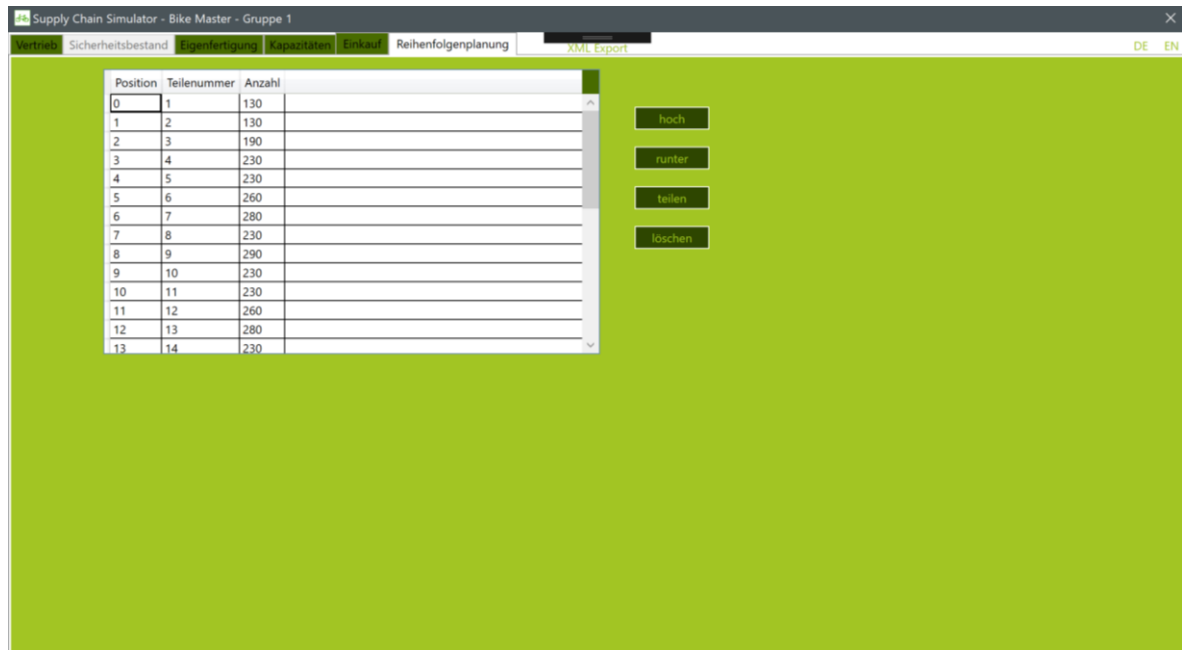 Supply Chain Simulator - Bike Master - Gruppe 1
Vertrieb Sicherheitsbestand Eigenfertigung Kapazitäten Einkauf Reihenfolgenplanung XML Export DE EN
Position Teilenummer Anzahl
0 1 130
1 2 130
2 3 190
3 4 230
4 5 230
5 6 260
6 7 280
7 8 230
8 9 290
9 10 230
10 11 230
11 12 260
12 13 280
13 14 230
hoch
runter
teilen
löschen